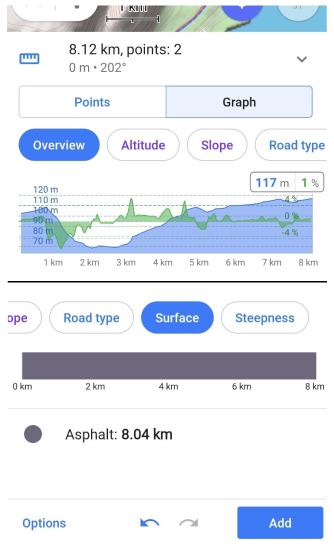 1 km
8.12 km, points: 2
0 m • 202°
Points
Graph
Overview
Altitude
Slope
Road type
117 m
1 %
120 m
110 m
100 m
90 m
80 m
70 m
4 %
0 %
-4 %
1 km
2 km
3 km
4 km
5 km
6 km
7 km
8 km
ope
Road type
Surface
Steepness
0 km
2 km
4 km
6 km
8 km
Asphalt: 8.04 km
Options
Add